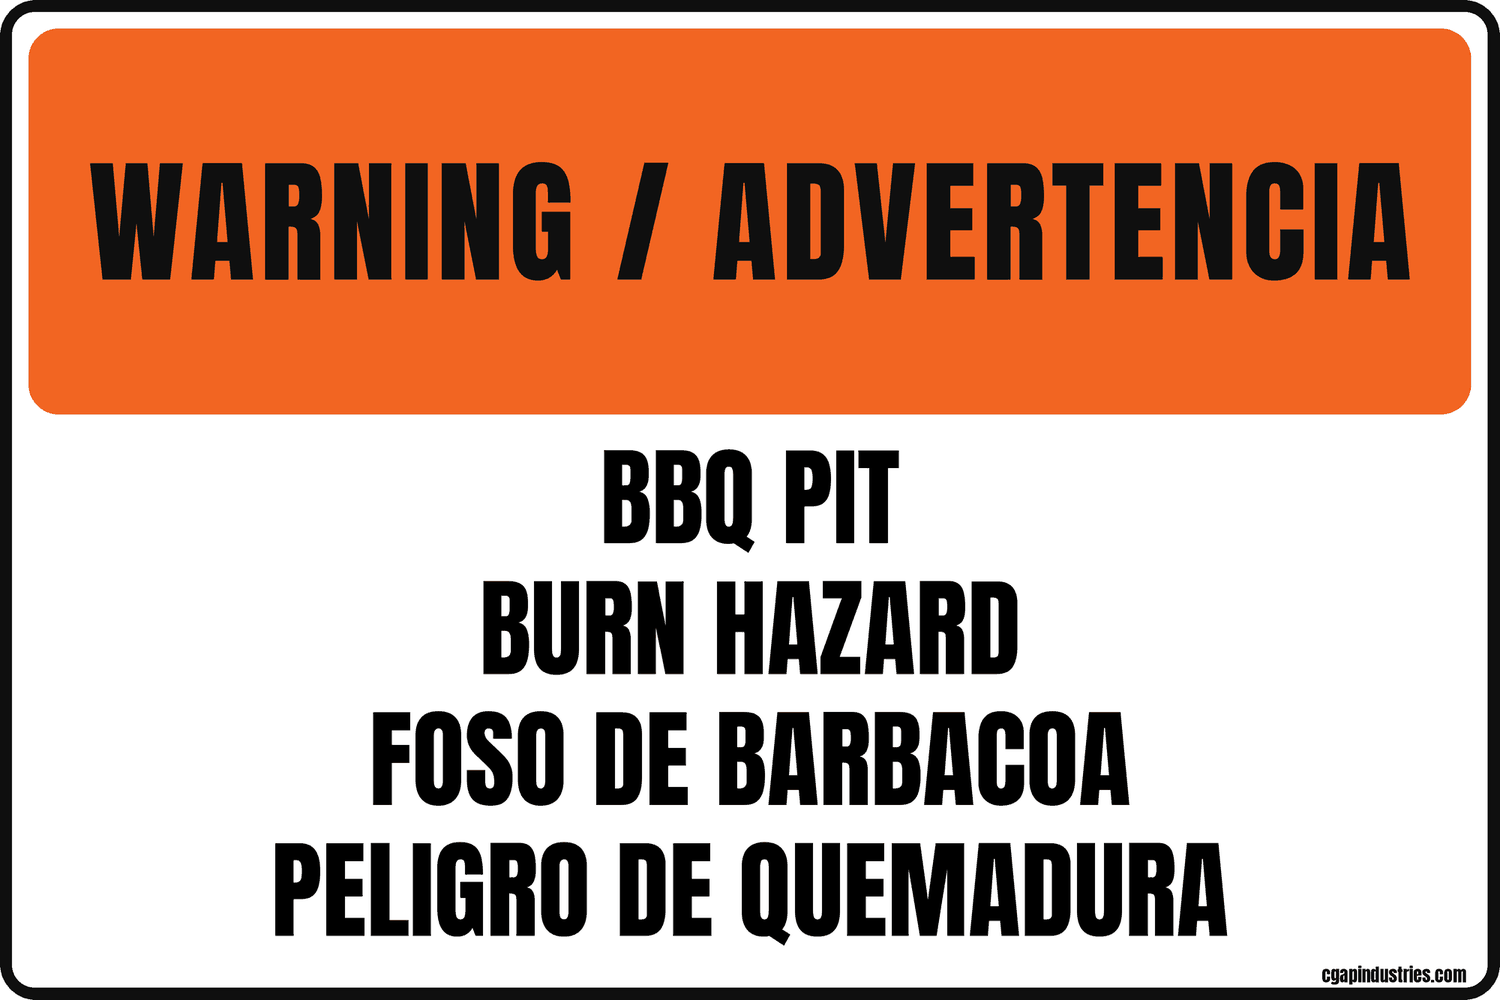 WARNING / ADVERTENCIA
BBQ PIT
BURN HAZARD
FOSO DE BARBACOA
PELIGRO DE QUEMADURA
cgapindustries.com